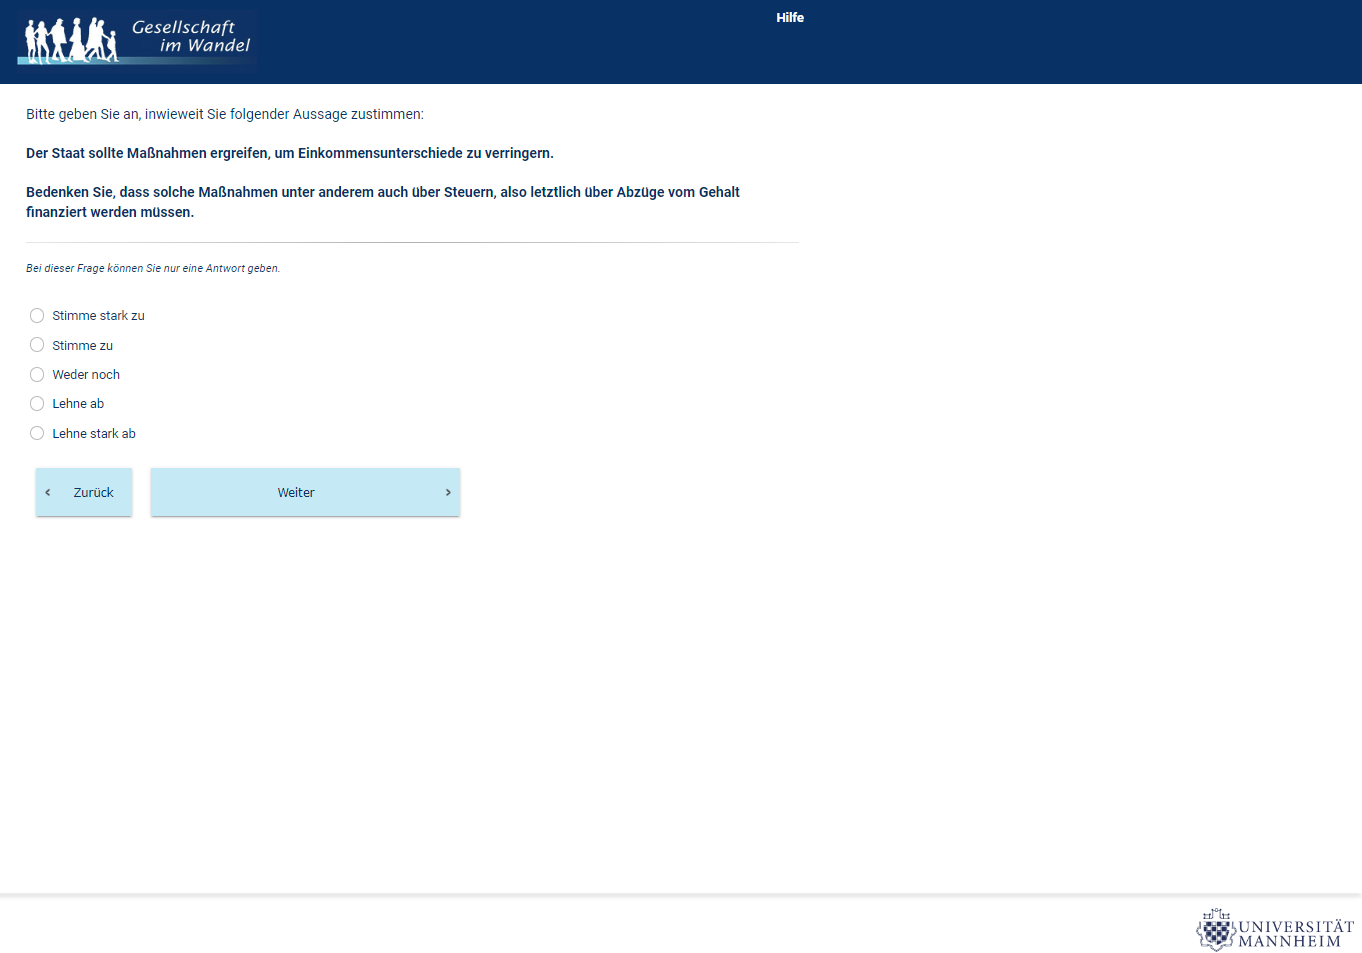 Gesellschaft
im Wandel
Hilfe
Bitte geben Sie an, inwieweit Sie folgender Aussage zustimmen:
Der Staat sollte Maßnahmen ergreifen, um Einkommensunterschiede zu verringern.
Bedenken Sie, dass solche Maßnahmen unter anderem auch über Steuern, also letztlich über Abzüge vom Gehalt
finanziert werden müssen.
Bei dieser Frage können Sie nur eine Antwort geben.
Stimme stark zu
Stimme zu
Weder noch
Lehne ab
Lehne stark ab
Zurück
Weiter
UNIVERSITÄT
MANNHEIM